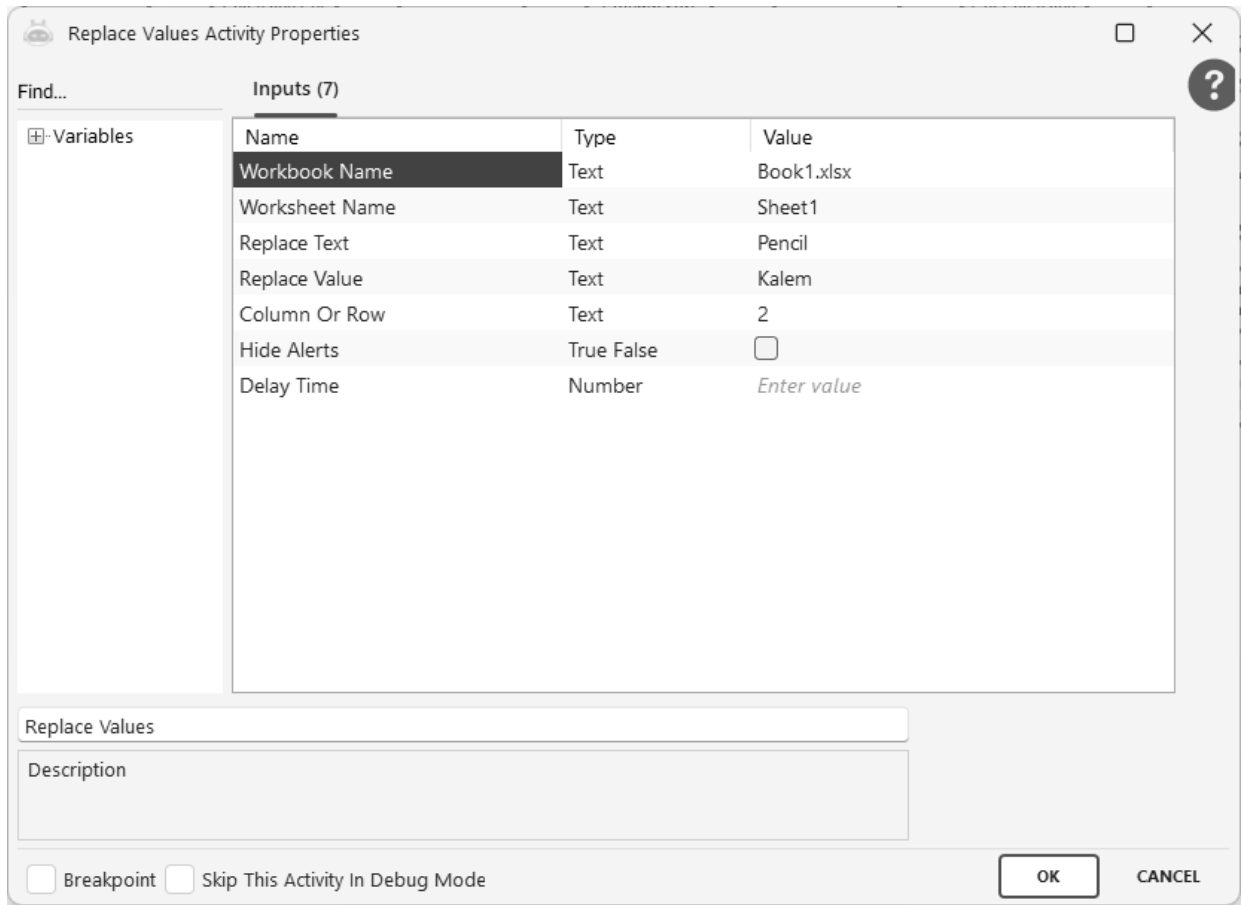 Replace Values Activity Properties
Find...
Inputs (7)
?
Variables
Name Type Value
Workbook Name Text Book1.xlsx
Worksheet Name Text Sheet1
Replace Text Text Pencil
Replace Value Text Kalem
Column Or Row Text 2
Hide Alerts True False
Delay Time Number Enter value
Replace Values
Description
Breakpoint Skip This Activity In Debug Mode OK CANCEL